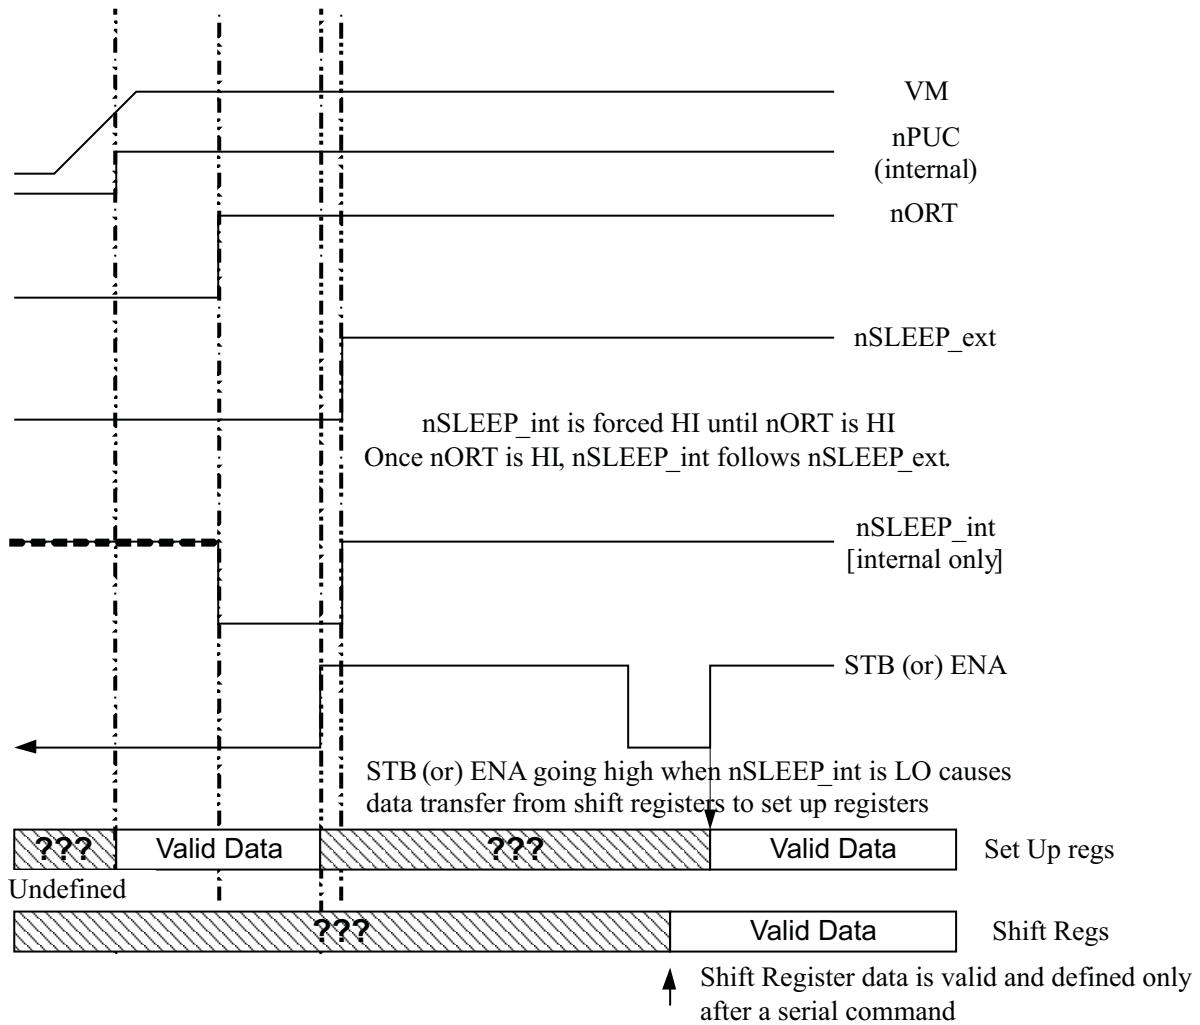 VM
nPUC
(internal)
nORT
nSLEEP_ext
nSLEEP_int is forced HI until nORT is HI
Once nORT is HI, nSLEEP_int follows nSLEEP_ext.
nSLEEP_int
[internal only]
STB (or) ENA
STB (or) ENA going high when nSLEEP_int is LO causes
data transfer from shift registers to set up registers
??? Valid Data ??? Valid Data Set Up regs
Undefined
??? Valid Data Shift Regs
Shift Register data is valid and defined only
after a serial command